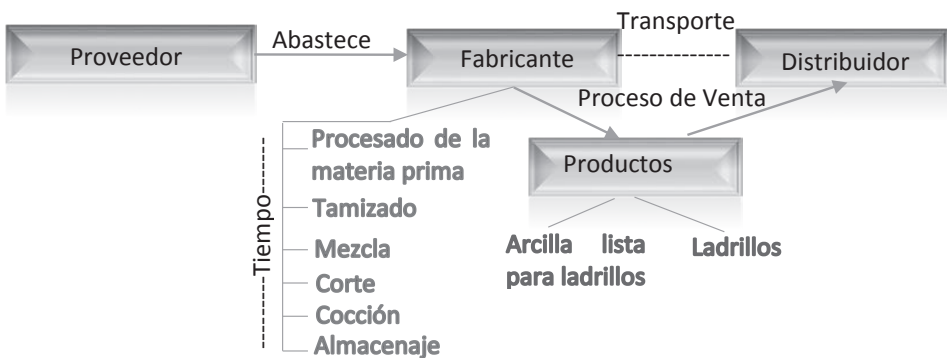 Transporte
Proveedor
Abastece
Fabricante
Distribuidor
Proceso de Venta
Procesado de la
materia prima
Tamizado
Mezcla
Corte
Cocción
Almacenaje
Tiempo
Productos
Arcilla lista
para ladrillos
Ladrillos